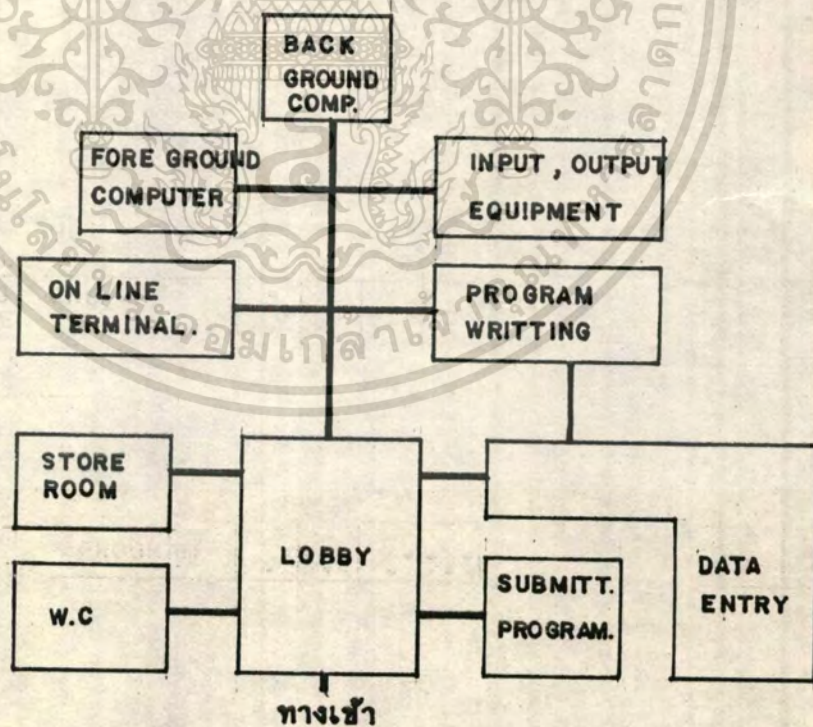 BACK
GROUND
COMP.
FORE GROUND
COMPUTER
INPUT , OUTPUT
EQUIPMENT
ON LINE
TERMINAL.
PROGRAM
WRITTING
STORE
ROOM
LOBBY
DATA
ENTRY
W.C
SUBMITT.
PROGRAM.
ทางเข้า